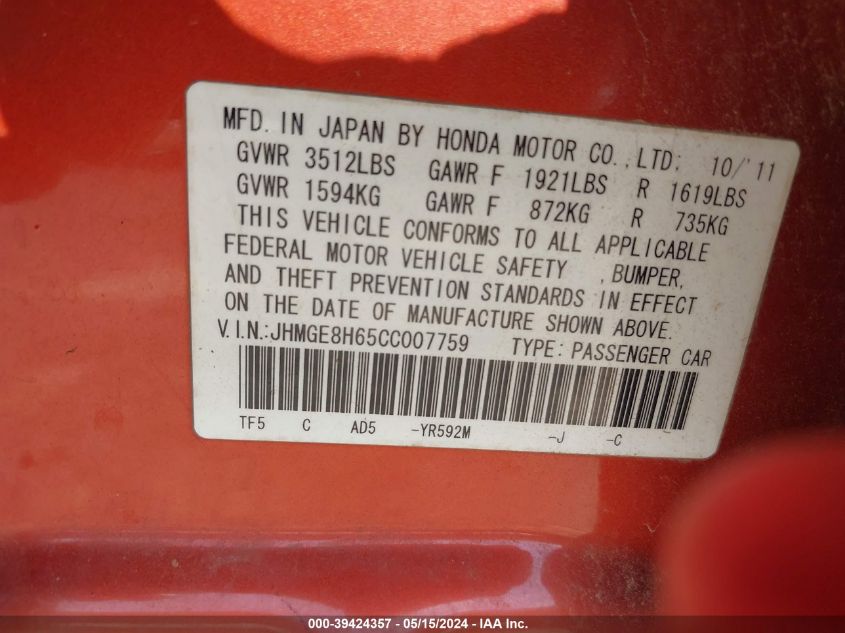 MFD. IN JAPAN BY HONDA MOTOR CO.,LTD; 10/'11
GVWR 3512LBS GAWR F 1921LBS R 1619LBS
GVWR 1594KG GAWR F 872KG R 735KG
THIS VEHICLE CONFORMS TO ALL APPLICABLE
FEDERAL MOTOR VEHICLE SAFETY ,BUMPER,
AND THEFT PREVENTION STANDARDS IN EFFECT
ON THE DATE OF MANUFACTURE SHOWN ABOVE.
V.I.N.:JHMGE8H65CC007759 TYPE: PASSENGER CAR
TF5 C AD5 -YR592M -J -C -
000-39424357 - 05/15/2024 - IAA Inc.